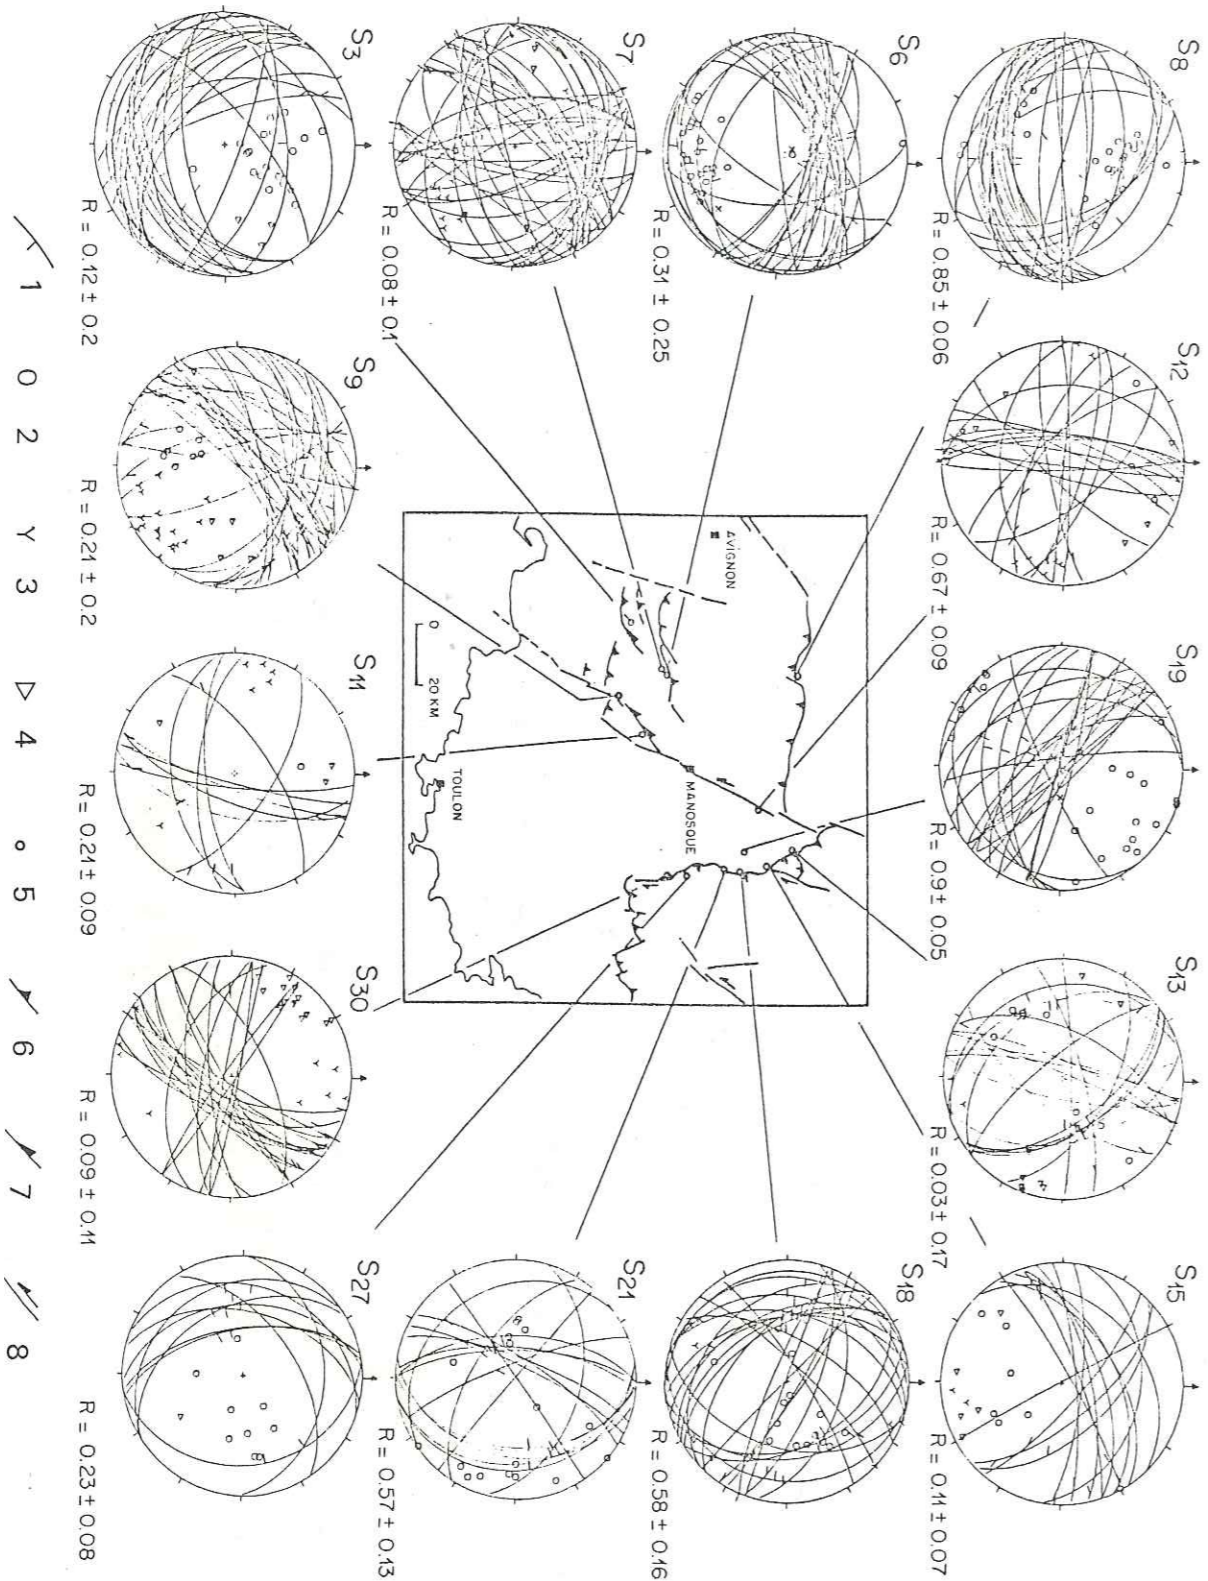 S8
R = 0.85 ± 0.06
S12
R = 0.67 ± 0.09
S19
R = 0.9 ± 0.05
S13
R = 0.03 ± 0.17
S15
R = 0.11 ± 0.07
S6
R = 0.31 ± 0.25
S18
R = 0.58 ± 0.16
S7
R = 0.08 ± 0.1
S21
R = 0.57 ± 0.13
AVIGNON
MANOSQUE
TOULON
0 20 KM
S3
R = 0.12 ± 0.2
S9
R = 0.21 ± 0.2
S11
R = 0.21 ± 0.09
S30
R = 0.09 ± 0.11
S27
R = 0.23 ± 0.08
1 2 3 4 5 6 7 8